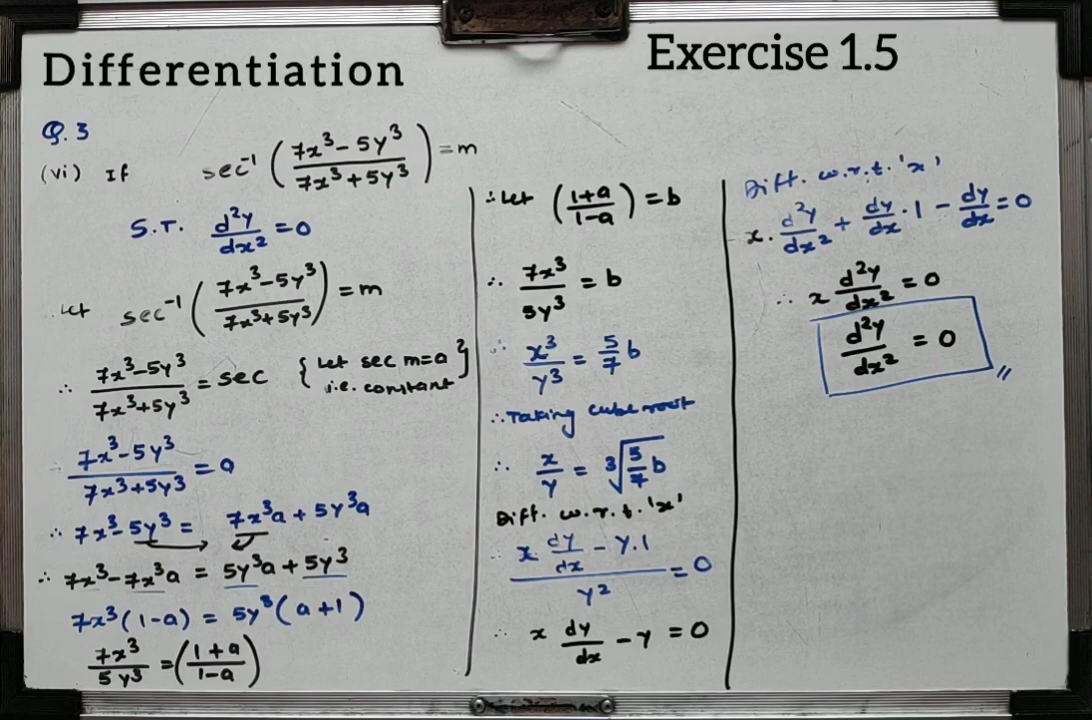 Differentiation
Exercise 1.5
Q.3
(vi) If sec⁻¹ ( (7x³ - 5y³) / (7x³ + 5y³) ) = m
S.T. d²y/dx² = 0
Let sec⁻¹ ( (7x³ - 5y³) / (7x³ + 5y³) ) = m
∴ (7x³ - 5y³) / (7x³ + 5y³) = sec { Let sec m = a
i.e. constant }
∴ (7x³ - 5y³) / (7x³ + 5y³) = a
∴ 7x³ - 5y³ = 7x³a + 5y³a
∴ 7x³ - 7x³a = 5y³a + 5y³
7x³(1-a) = 5y³(a+1)
7x³/5y³ = ( (1+a) / (1-a) )
∴ Let ( (1+a) / (1-a) ) = b
∴ 7x³/5y³ = b
∴ x³/y³ = 5/7 b
∴ Taking cube root
∴ x/y = ∛(5/7 b)
Diff. w.r.t. 'x'
∴ (x dy/dx - y.1) / y² = 0
∴ x dy/dx - y = 0
Diff. w.r.t. 'x'
x. d²y/dx² + dy/dx . 1 - dy/dx = 0
∴ x d²y/dx² = 0
d²y/dx² = 0 //